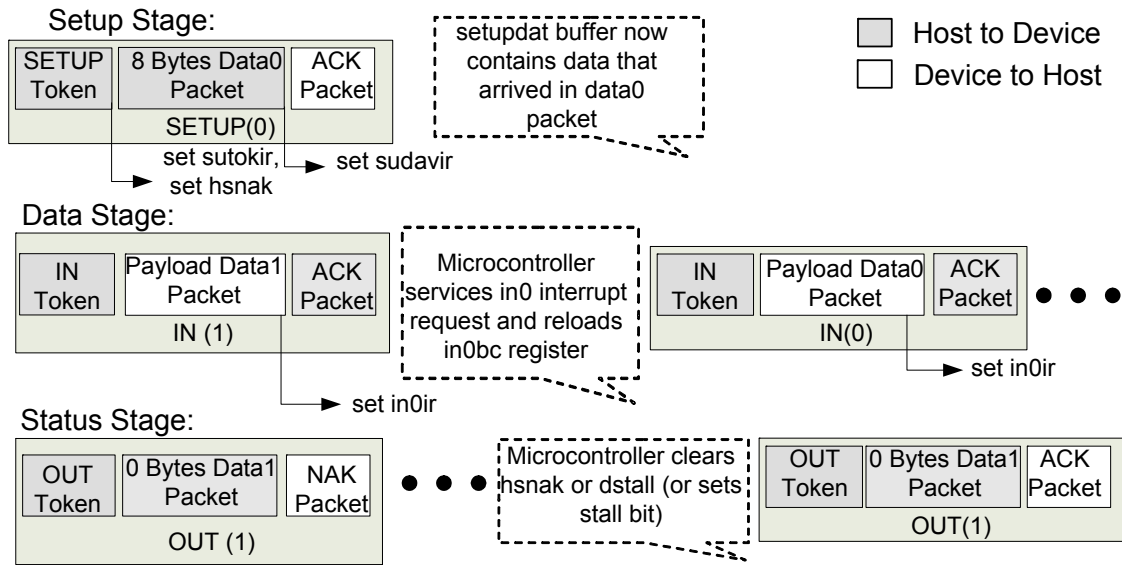 Setup Stage:
SETUP
Token
8 Bytes Data0
Packet
ACK
Packet
SETUP(0)
set sutokir,
set hsnak
set sudavir
setupdat buffer now
contains data that
arrived in data0
packet
Host to Device
Device to Host
Data Stage:
IN
Token
Payload Data1
Packet
ACK
Packet
IN (1)
set in0ir
Microcontroller
services in0 interrupt
request and reloads
in0bc register
IN
Token
Payload Data0
Packet
ACK
Packet
IN(0)
set in0ir
Status Stage:
OUT
Token
0 Bytes Data1
Packet
NAK
Packet
OUT (1)
Microcontroller clears
hsnak or dstall (or sets
stall bit)
OUT
Token
0 Bytes Data1
Packet
ACK
Packet
OUT(1)